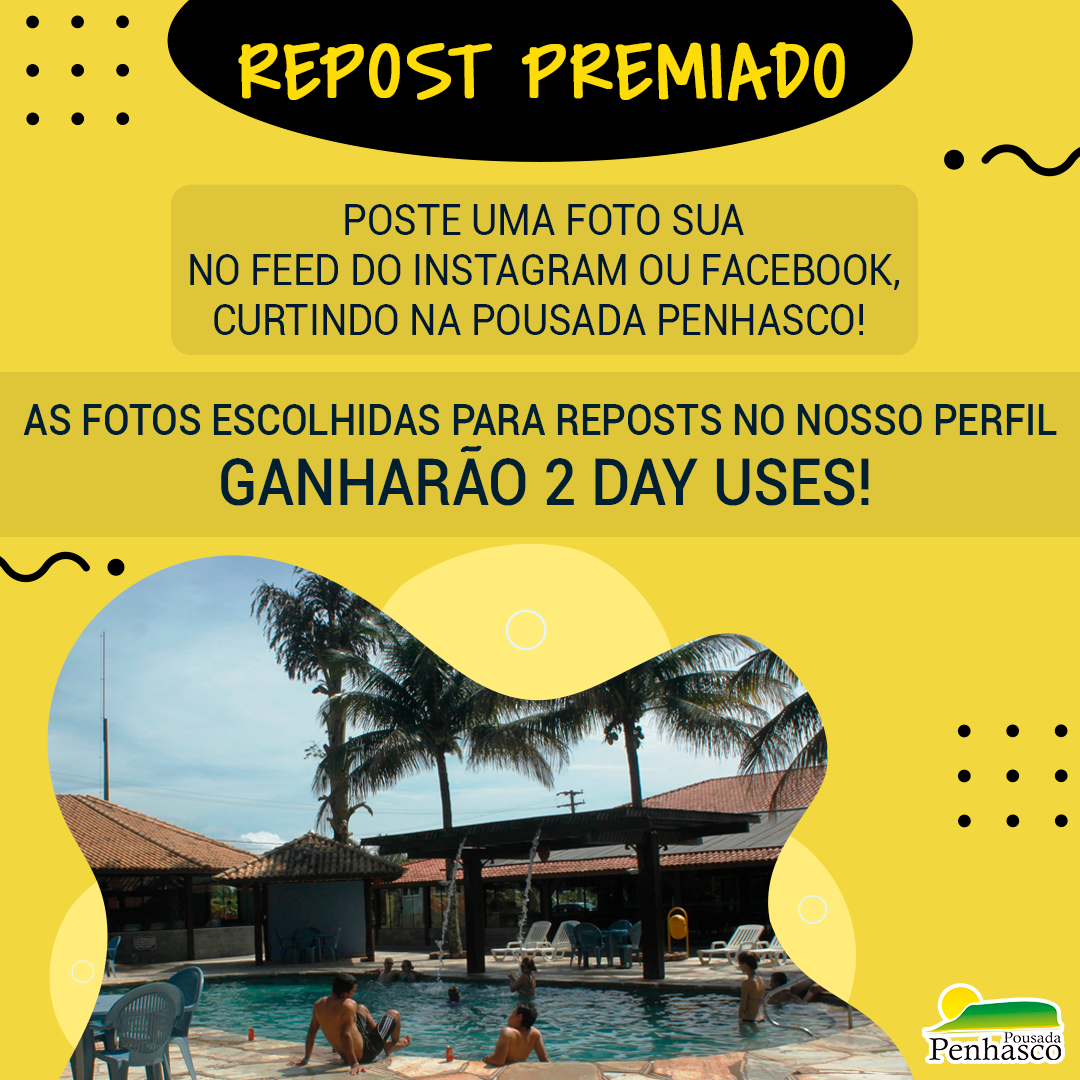 REPOST PREMIADO
POSTE UMA FOTO SUA
NO FEED DO INSTAGRAM OU FACEBOOK,
CURTINDO NA POUSADA PENHASCO!
AS FOTOS ESCOLHIDAS PARA REPOSTS NO NOSSO PERFIL
GANHARÃO 2 DAY USES!
Pousada
Penhasco